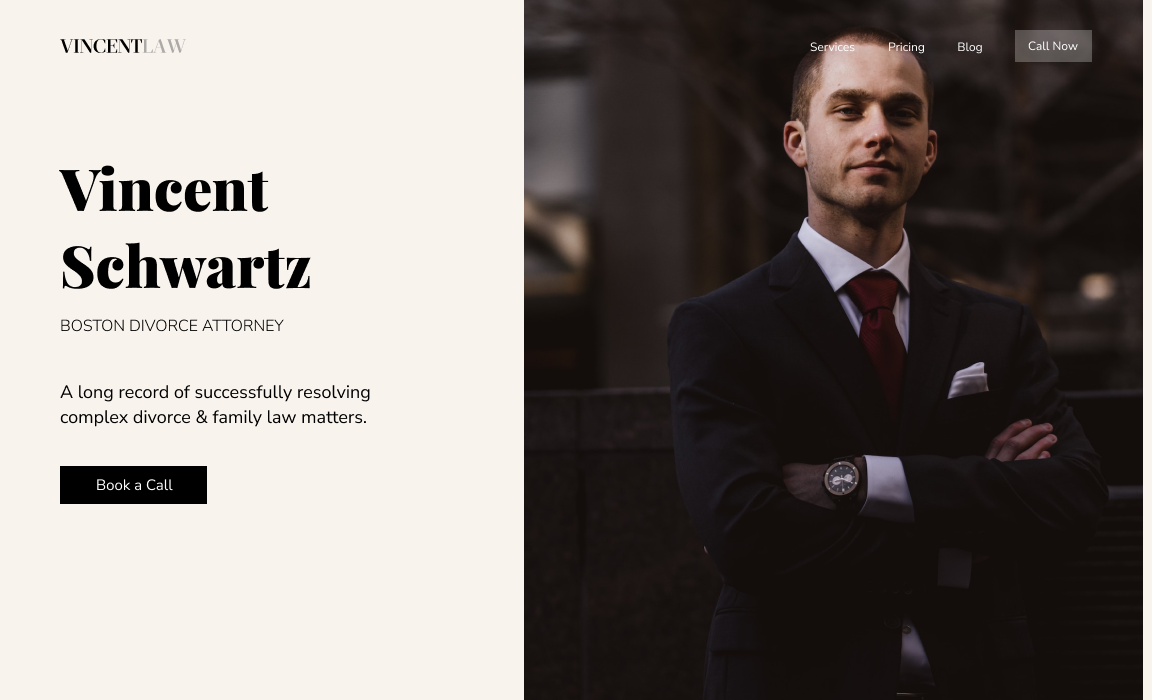 VINCENTLAW
Services Pricing Blog Call Now
Vincent
Schwartz
BOSTON DIVORCE ATTORNEY
A long record of successfully resolving
complex divorce & family law matters.
Book a Call